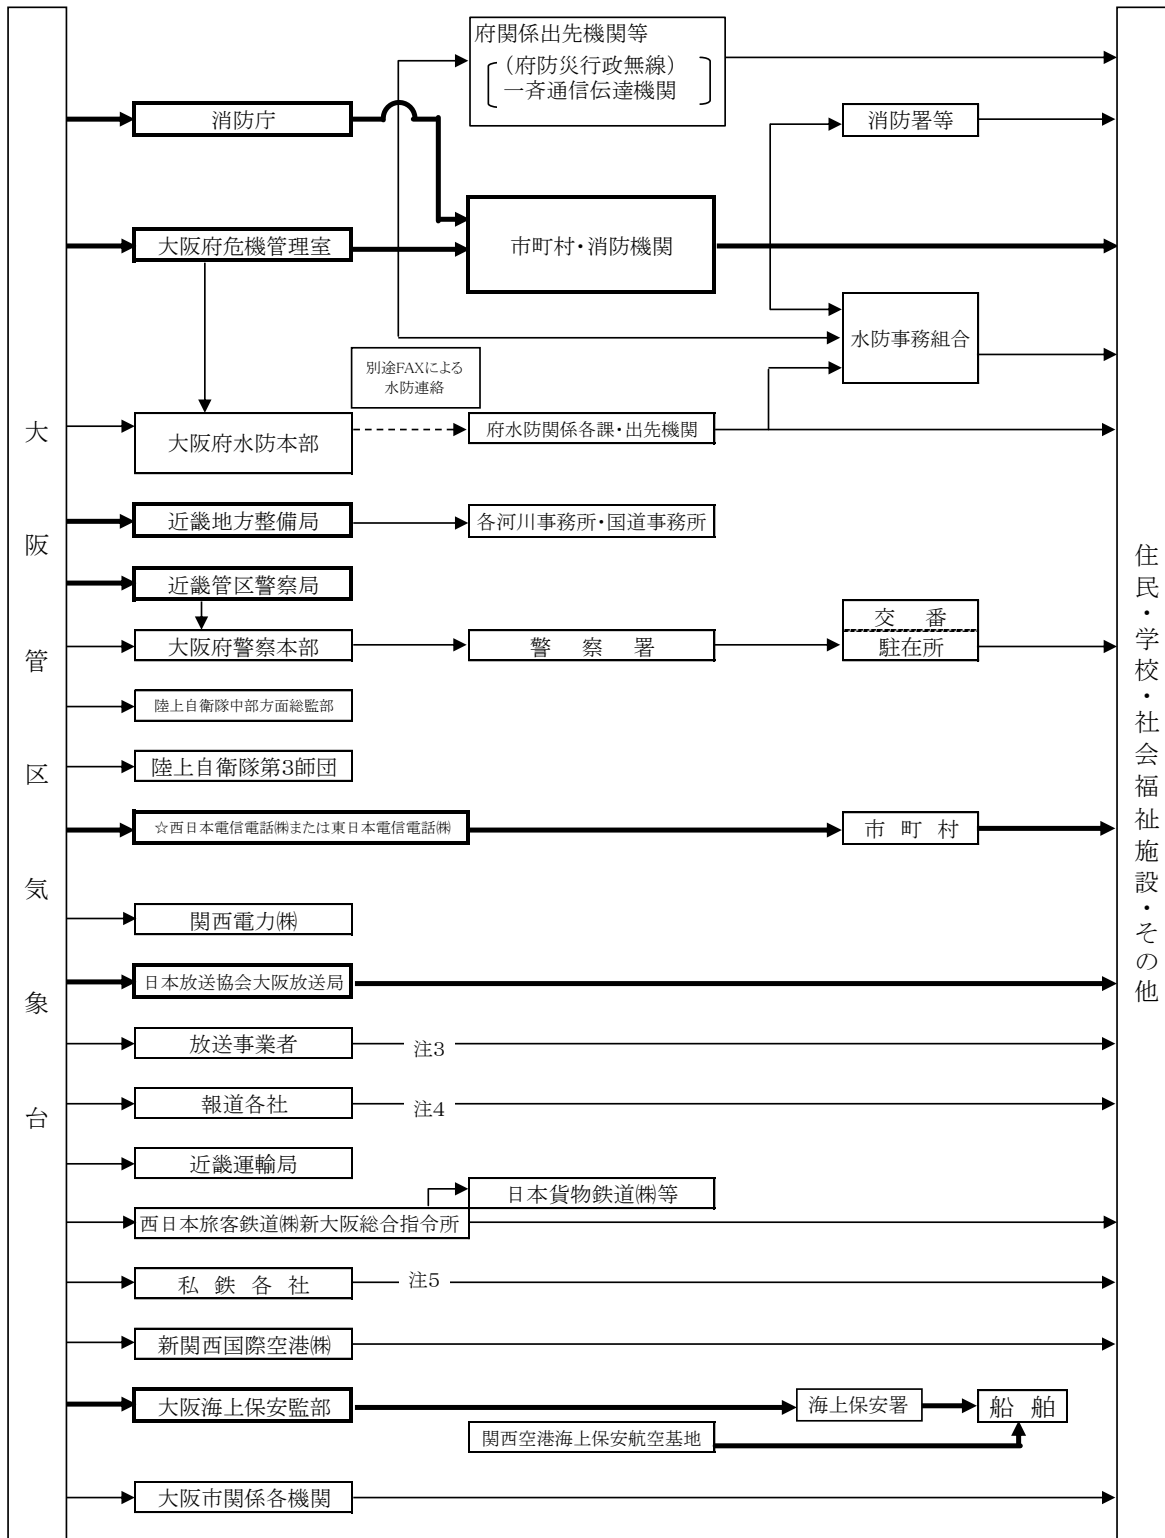 大阪管区気象台
府関係出先機関等
（府防災行政無線）
一斉通信伝達機関
消防庁
消防署等
大阪府危機管理室
市町村・消防機関
水防事務組合
別途FAXによる
水防連絡
大阪府水防本部
府水防関係各課・出先機関
近畿地方整備局
各河川事務所・国道事務所
近畿管区警察局
大阪府警察本部
警察署
交番
駐在所
陸上自衛隊中部方面総監部
陸上自衛隊第3師団
☆西日本電信電話㈱または東日本電信電話㈱
市町村
関西電力㈱
日本放送協会大阪放送局
放送事業者
注3
報道各社
注4
近畿運輸局
日本貨物鉄道㈱等
西日本旅客鉄道㈱新大阪総合指令所
私鉄各社
注5
新関西国際空港㈱
大阪海上保安監部
海上保安署
船舶
関西空港海上保安航空基地
大阪市関係各機関
住民・学校・社会福祉施設・その他